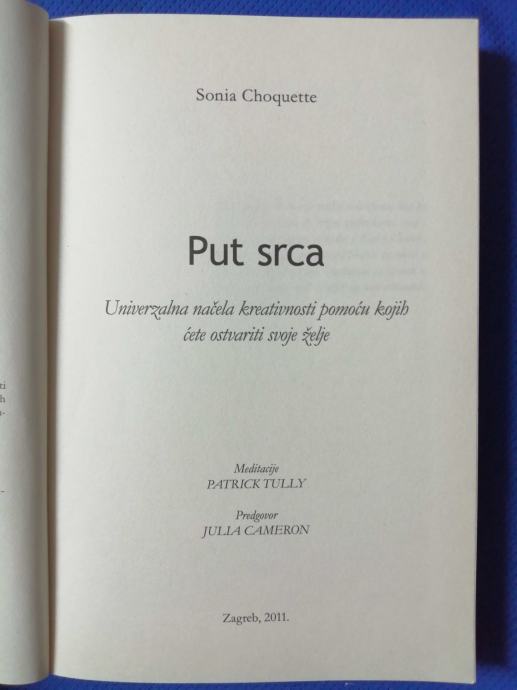 Sonia Choquette
Put srca
Univerzalna načela kreativnosti pomoću kojih
ćete ostvariti svoje želje
Meditacije
PATRICK TULLY
Predgovor
JULIA CAMERON
Zagreb, 2011.